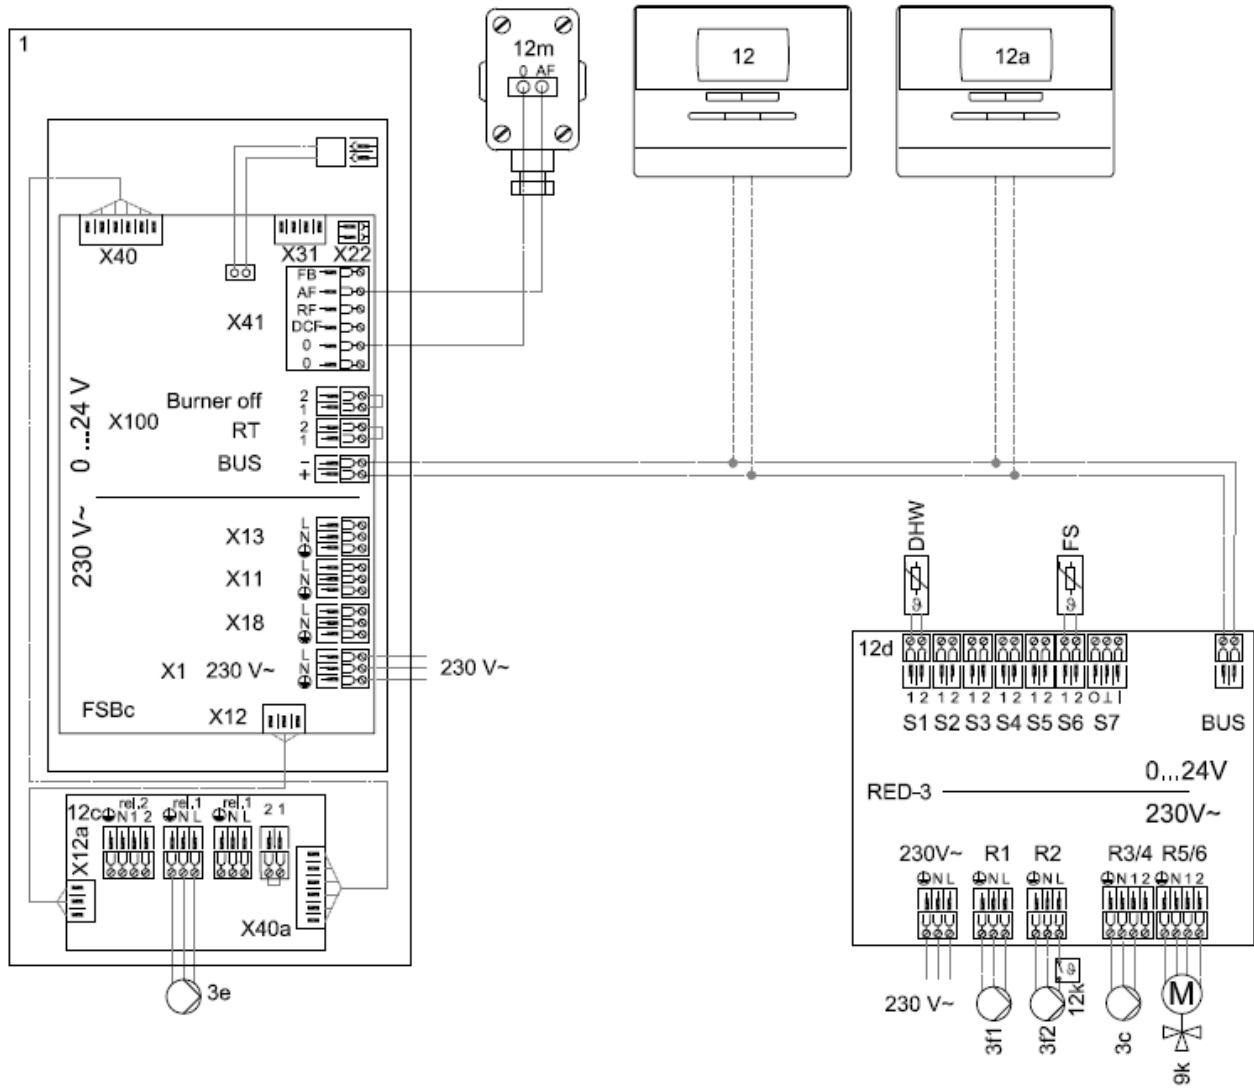 1
12m
0 AF
12
12a
X40
X31 X22
FB
AF
RF
DCF
0
0
X41
0 ...24 V
X100
Burner off
2
1
RT
2
1
BUS
−
+
230 V~
X13
L
N
X11
L
N
X18
L
N
X1 230 V~
L
N
230 V~
FSBc
X12
12c
rel.2
N 1 2
rel.1
N L
rel.1
N L
2 1
X12a
X40a
3e
DHW
FS
12d
1 2 1 2 1 2 1 2 1 2 1 2 O ⊥ I
S1 S2 S3 S4 S5 S6 S7
BUS
0...24V
RED-3
230V~
230V~ R1 R2 R3/4 R5/6
N L N L N L N 1 2 N 1 2
ϑ
ϑ
ϑ
230 V~
3f1
3f2
12k
3c
M
9k